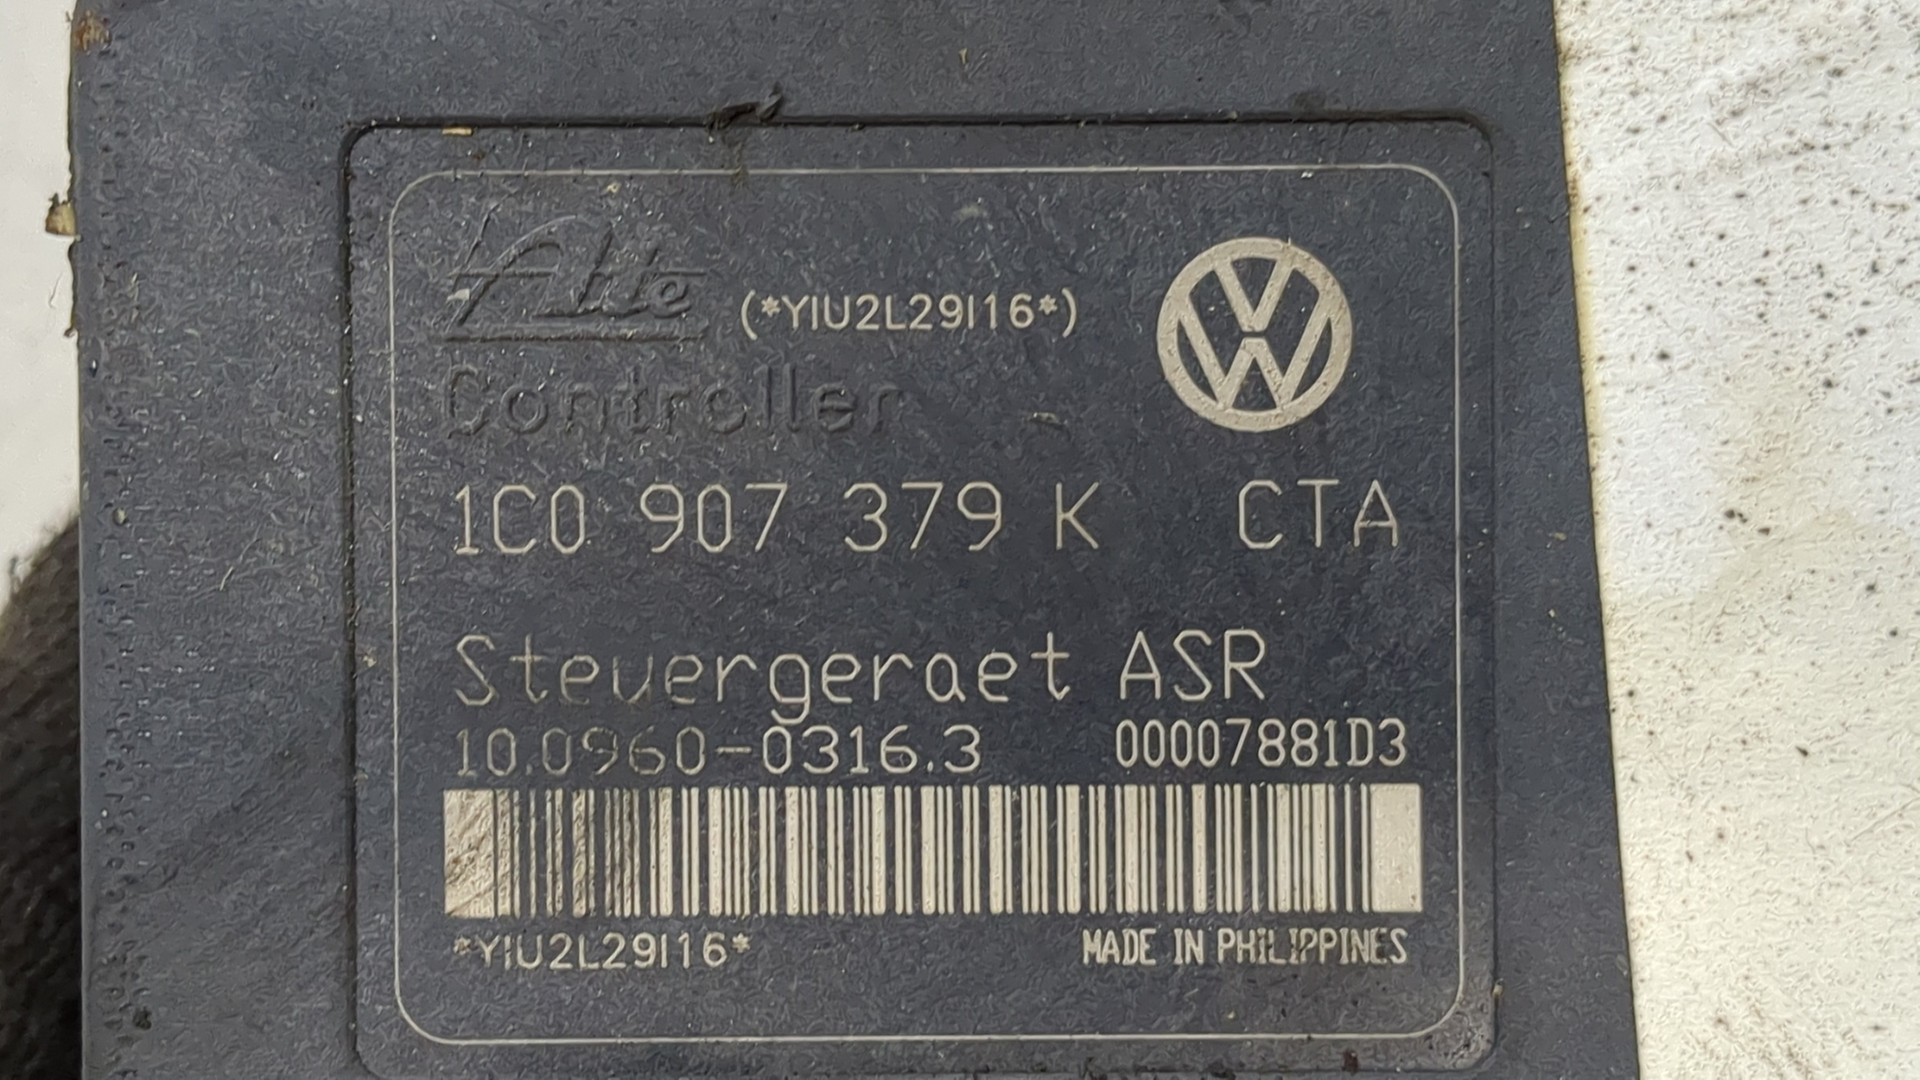 Ate (*YIU2L29I16*)
Controller
1C0 907 379 K CTA
Steuergeraet ASR
10.0960-0316.3 00007881D3
*YIU2L29I16* MADE IN PHILIPPINES